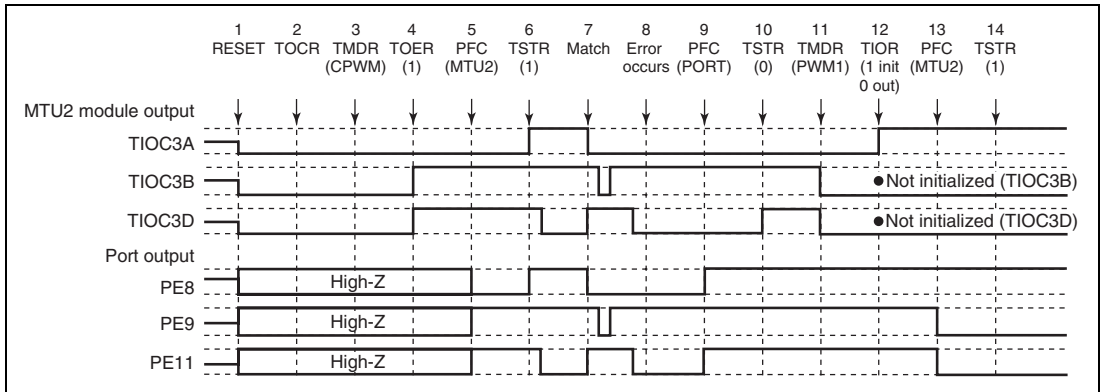 1 2 3 4 5 6 7 8 9 10 11 12 13 14
RESET TOCR TMDR TOER PFC TSTR Match Error PFC TSTR TMDR TIOR PFC TSTR
(CPWM) (1) (MTU2) (1) occurs (PORT) (0) (PWM1) (1 init (MTU2) (1)
0 out)
MTU2 module output
TIOC3A
TIOC3B ●Not initialized (TIOC3B)
TIOC3D ●Not initialized (TIOC3D)
Port output
PE8 High-Z
PE9 High-Z
PE11 High-Z